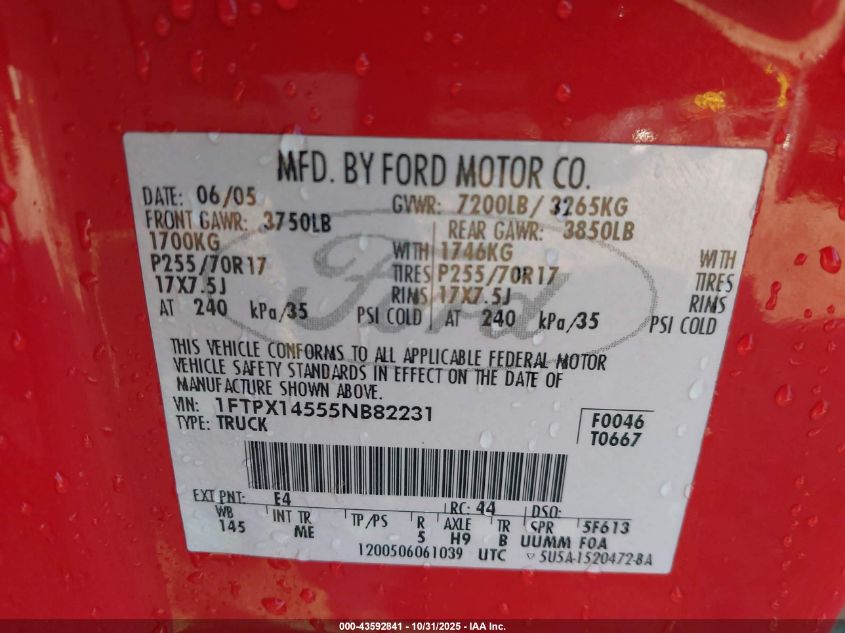 MFD. BY FORD MOTOR CO.
DATE: 06/05 GVWR: 7200LB / 3265KG
FRONT GAWR: 3750LB REAR GAWR: 3850LB
1700KG WITH 1746KG WITH
P255/70R17 TIRES P255/70R17 TIRES
17X7.5J RIMS 17X7.5J RIMS
AT 240 kPa/35 PSI COLD AT 240 kPa/35 PSI COLD
Ford
THIS VEHICLE CONFORMS TO ALL APPLICABLE FEDERAL MOTOR
VEHICLE SAFETY STANDARDS IN EFFECT ON THE DATE OF
MANUFACTURE SHOWN ABOVE.
VIN: 1FTPX14555NB82231 F0046
TYPE: TRUCK T0667
EXT PNT: E4 RC: 44 DSO:
WB INT TR TP/PS R AXLE TR SPR 5F613
145 ME 5 H9 B UUMM F0A
1200506061039 UTC ▽ 5U5A-1520472-BA
000-43592841 - 10/31/2025 - IAA Inc.